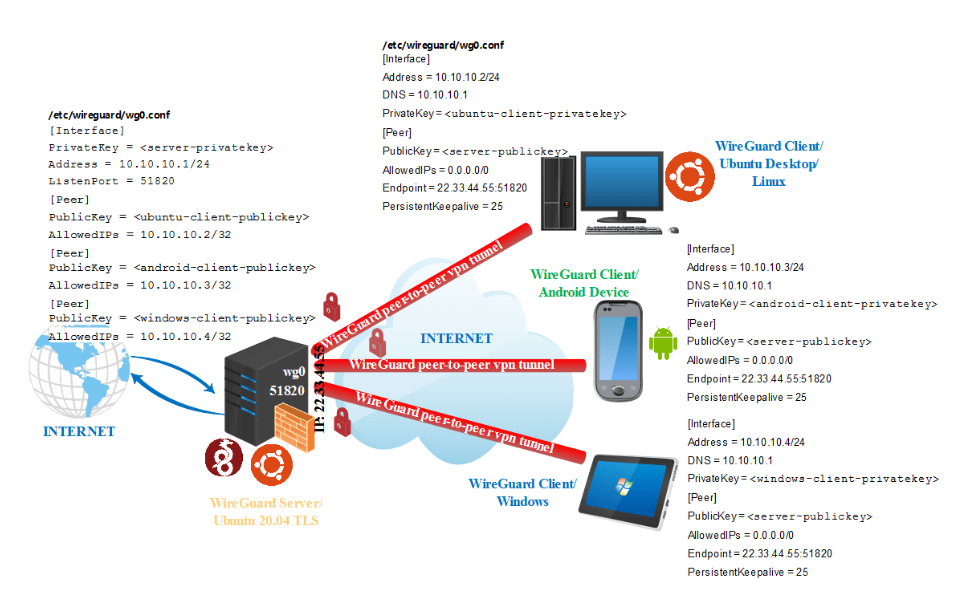 /etc/wireguard/wg0.conf
[Interface]
Address = 10.10.10.2/24
DNS = 10.10.10.1
PrivateKey = <ubuntu-client-privatekey>
[Peer]
PublicKey = <server-publickey>
AllowedIPs = 0.0.0.0/0
Endpoint = 22.33.44.55:51820
PersistentKeepalive = 25
WireGuard Client/
Ubuntu Desktop/
Linux
/etc/wireguard/wg0.conf
[Interface]
PrivateKey = <server-privatekey>
Address = 10.10.10.1/24
ListenPort = 51820
[Peer]
PublicKey = <ubuntu-client-publickey>
AllowedIPs = 10.10.10.2/32
[Peer]
PublicKey = <android-client-publickey>
AllowedIPs = 10.10.10.3/32
[Peer]
PublicKey = <windows-client-publickey>
AllowedIPs = 10.10.10.4/32
INTERNET
wg0
51820
IP: 22.33.44.55
WireGuard Server/
Ubuntu 20.04 TLS
WireGuard peer-to-peer vpn tunnel
INTERNET
WireGuard peer-to-peer vpn tunnel
WireGuard peer-to-peer vpn tunnel
WireGuard Client/
Android Device
[Interface]
Address = 10.10.10.3/24
DNS = 10.10.10.1
PrivateKey = <android-client-privatekey>
[Peer]
PublicKey = <server-publickey>
AllowedIPs = 0.0.0.0/0
Endpoint = 22.33.44.55:51820
PersistentKeepalive = 25
WireGuard Client/
Windows
[Interface]
Address = 10.10.10.4/24
DNS = 10.10.10.1
PrivateKey = <windows-client-privatekey>
[Peer]
PublicKey = <server-publickey>
AllowedIPs = 0.0.0.0/0
Endpoint = 22.33.44.55:51820
PersistentKeepalive = 25